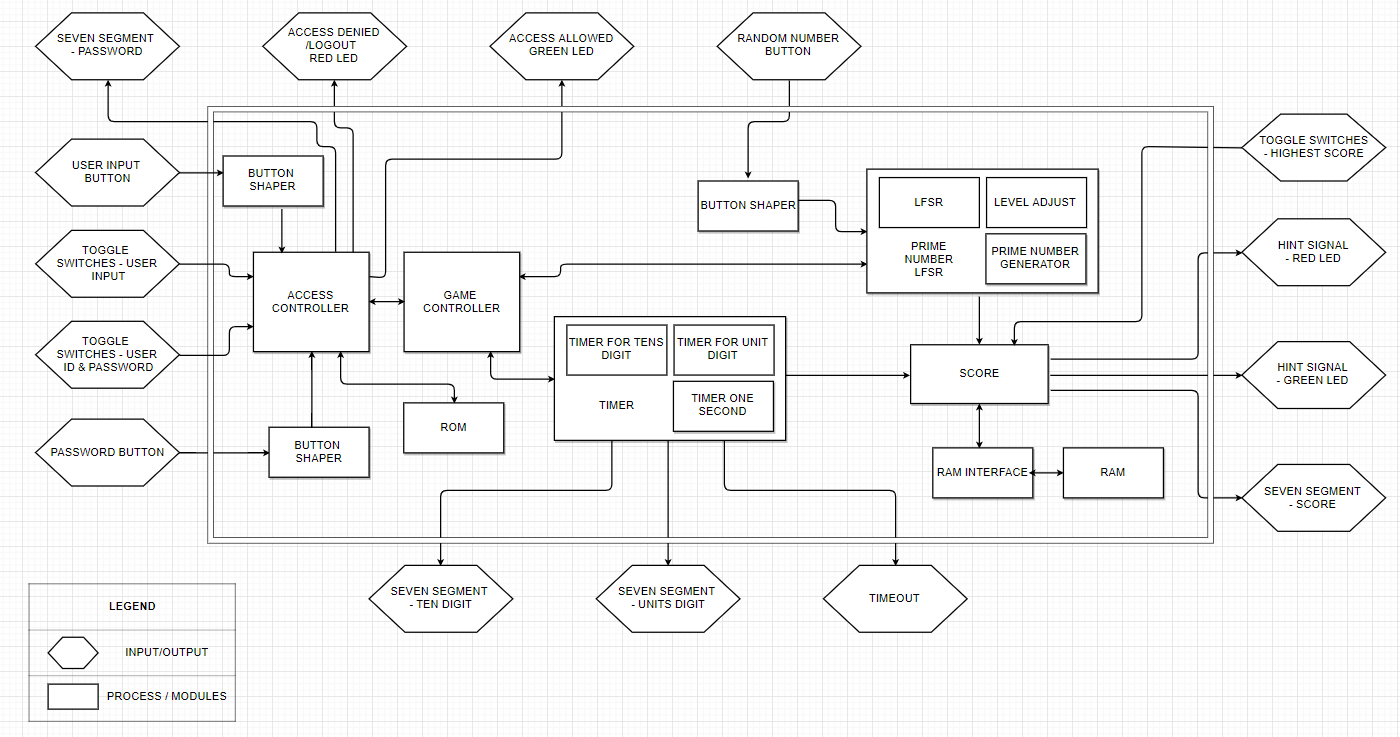 SEVEN SEGMENT
- PASSWORD
ACCESS DENIED
/LOGOUT
RED LED
ACCESS ALLOWED
GREEN LED
RANDOM NUMBER
BUTTON
USER INPUT
BUTTON
BUTTON
SHAPER
TOGGLE SWITCHES
- HIGHEST SCORE
BUTTON SHAPER
LFSR
LEVEL ADJUST
PRIME
NUMBER
LFSR
PRIME NUMBER
GENERATOR
TOGGLE
SWITCHES - USER
INPUT
HINT SIGNAL
- RED LED
ACCESS
CONTROLLER
GAME
CONTROLLER
TOGGLE
SWITCHES - USER
ID & PASSWORD
TIMER FOR TENS
DIGIT
TIMER FOR UNIT
DIGIT
TIMER
TIMER ONE
SECOND
SCORE
HINT SIGNAL
- GREEN LED
ROM
PASSWORD BUTTON
BUTTON
SHAPER
RAM INTERFACE
RAM
SEVEN SEGMENT
- SCORE
SEVEN SEGMENT
- TEN DIGIT
SEVEN SEGMENT
- UNITS DIGIT
TIMEOUT
LEGEND
INPUT/OUTPUT
PROCESS / MODULES